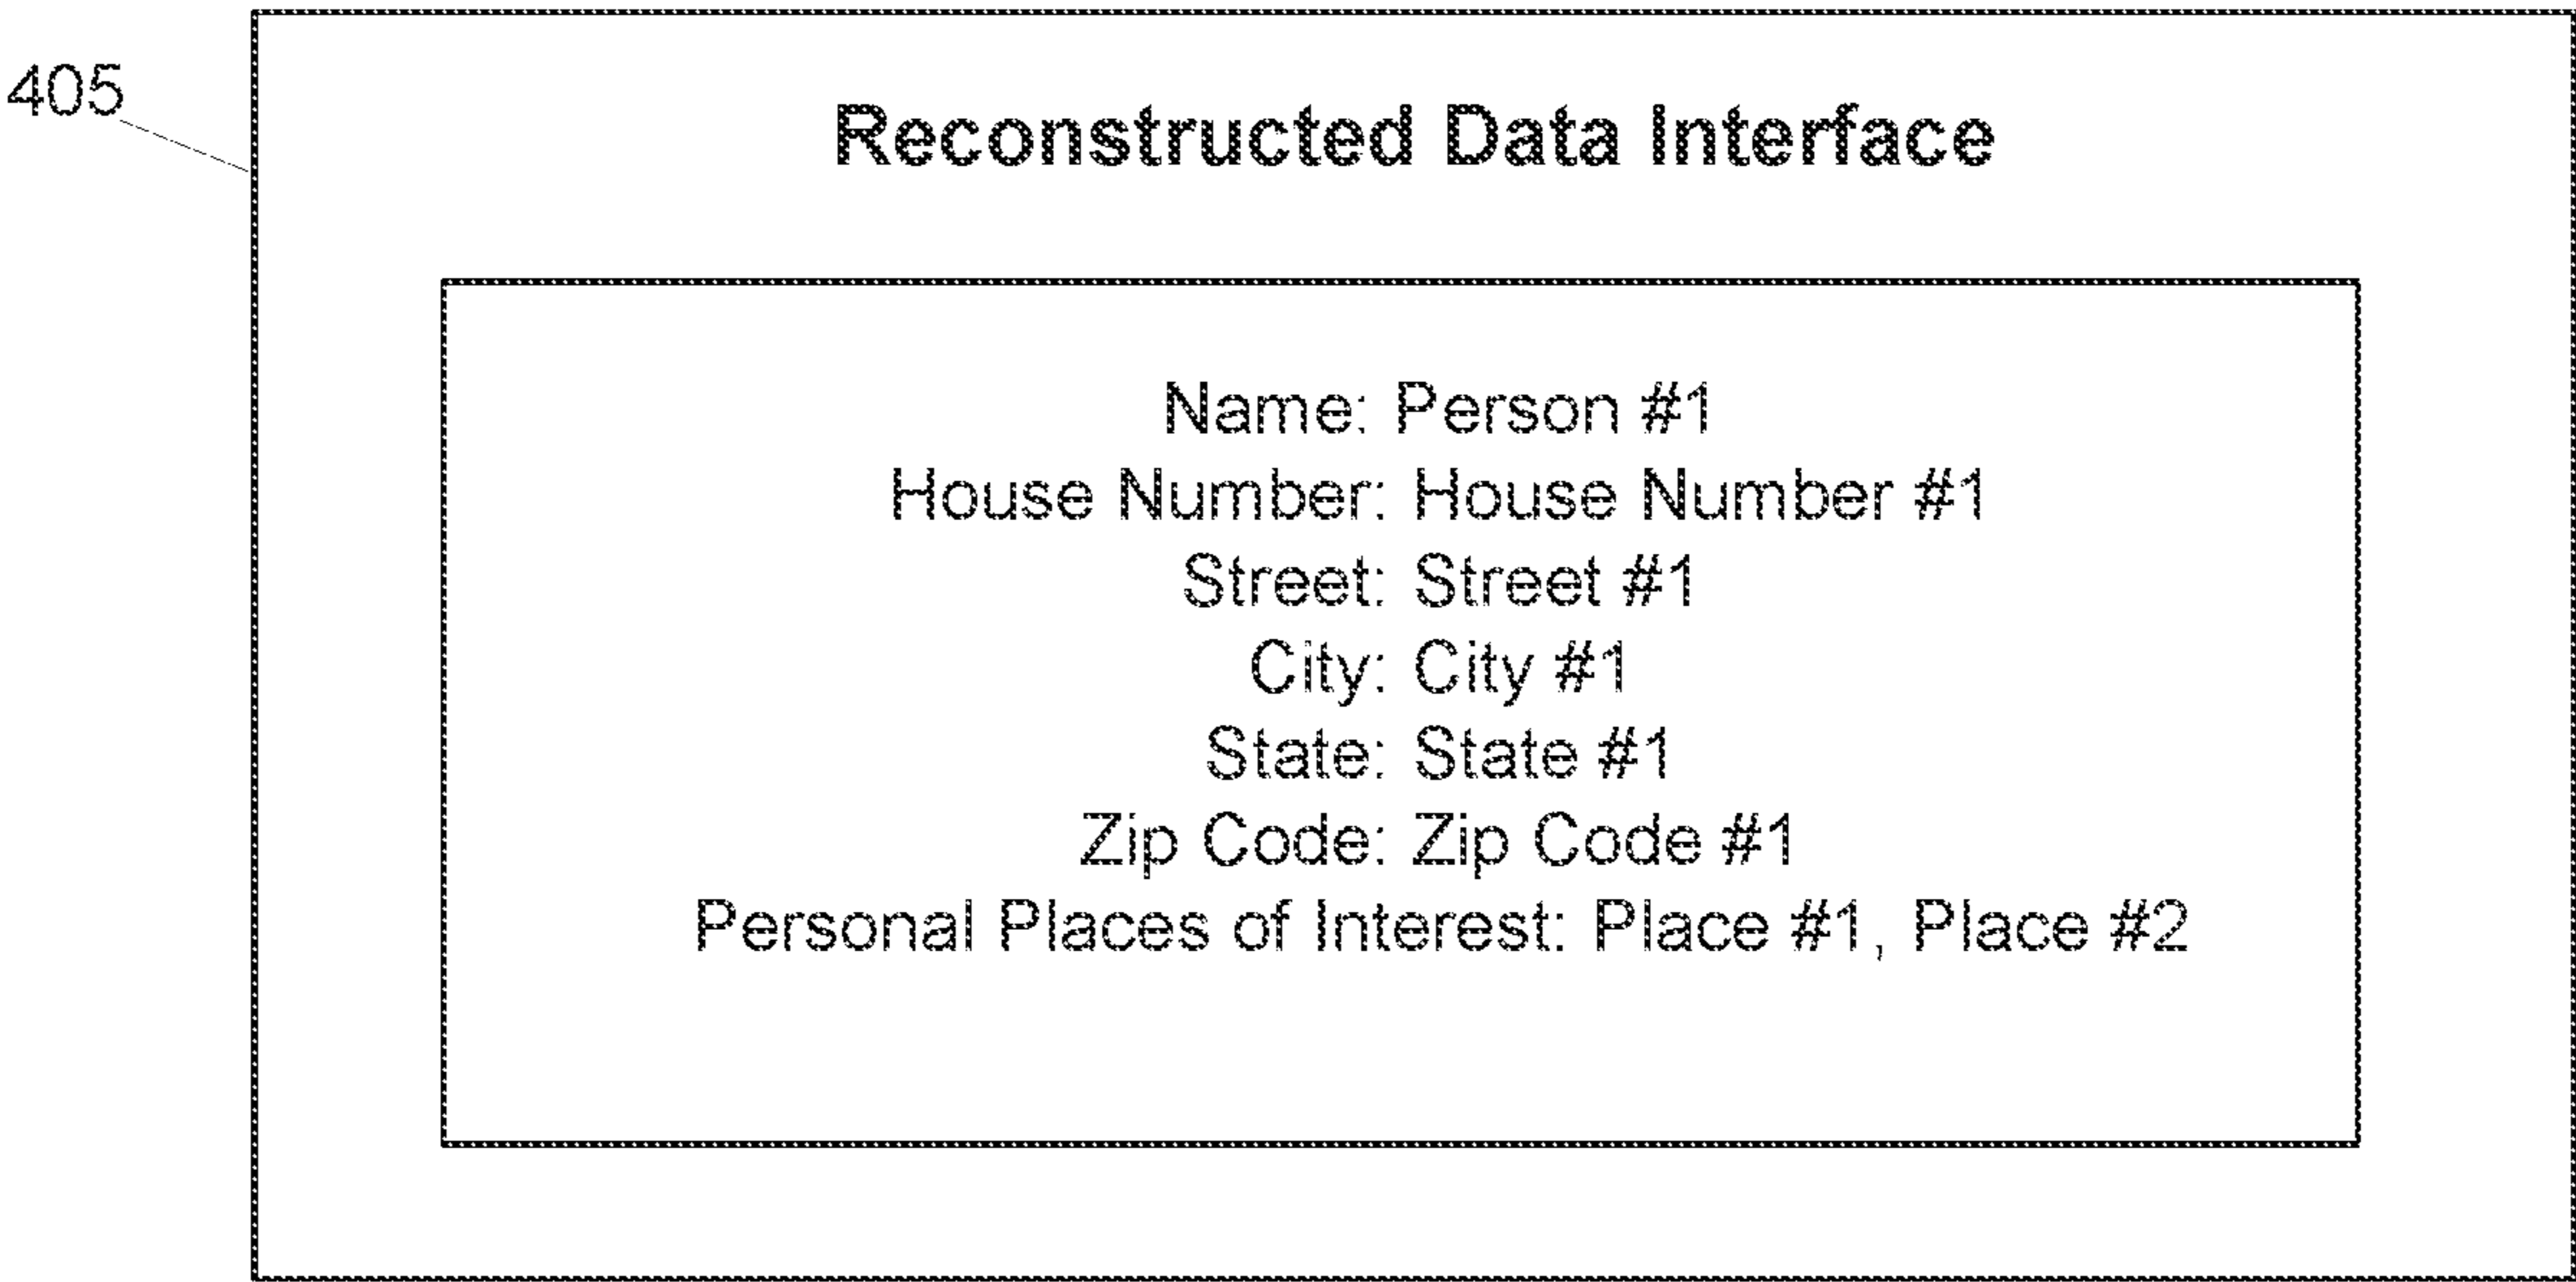 405
Reconstructed Data Interface
Name: Person #1
House Number: House Number #1
Street: Street #1
City: City #1
State: State #1
Zip Code: Zip Code #1
Personal Places of Interest: Place #1, Place #2